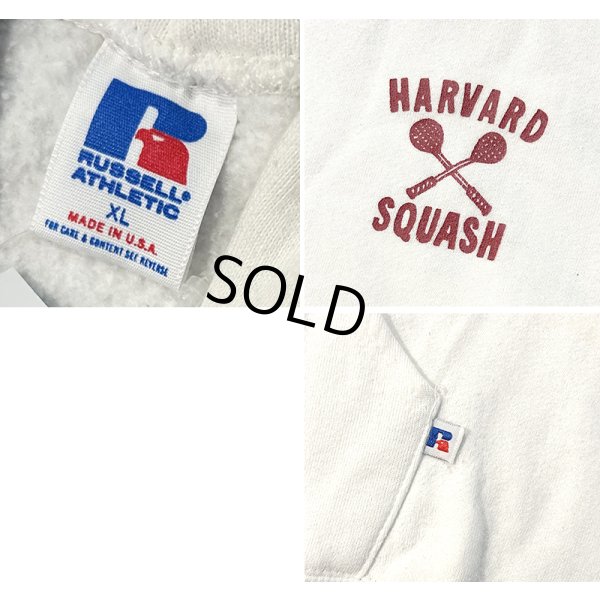 RUSSELL®
ATHLETIC
XL
MADE IN U.S.A.
FOR CARE & CONTENT SEE REVERSE
HARVARD
SQUASH
SOLD
R